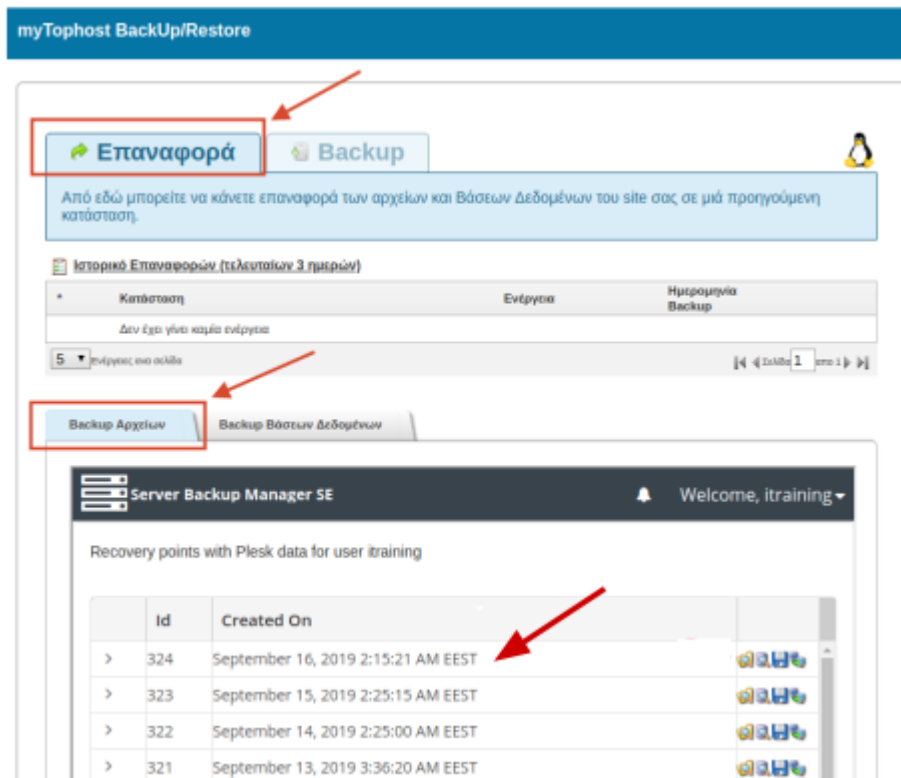 myTophost BackUp/Restore
Επαναφορά
Backup
Από εδώ μπορείτε να κάνετε επαναφορά των αρχείων και Βάσεων Δεδομένων του site σας σε μιά προηγούμενη
κατάσταση.
Ιστορικό Επαναφορών (τελευταίων 3 ημερών)
* Κατάσταση Ενέργεια Ημερομηνία
Backup
Δεν έχει γίνει καμία ενέργεια
5 Ενέργειες ανα σελίδα Σελίδα 1 απο 1
Backup Αρχείων Backup Βάσεων Δεδομένων
Server Backup Manager SE Welcome, itraining
Recovery points with Plesk data for user itraining
Id Created On
> 324 September 16, 2019 2:15:21 AM EEST
> 323 September 15, 2019 2:25:15 AM EEST
> 322 September 14, 2019 2:25:00 AM EEST
> 321 September 13, 2019 3:36:20 AM EEST